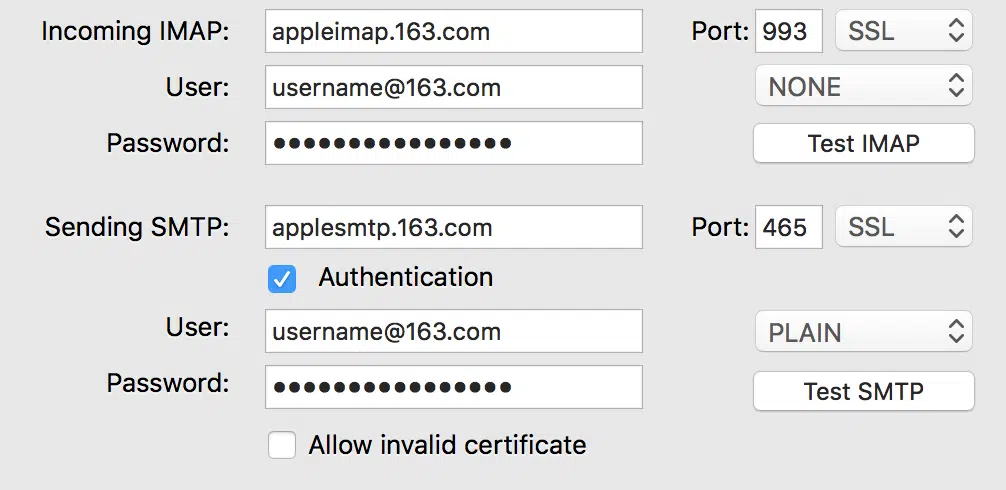 Incoming IMAP: appleimap.163.com Port: 993 SSL
User: username@163.com NONE
Password: ●●●●●●●●●●●●●●●● Test IMAP
Sending SMTP: applesmtp.163.com Port: 465 SSL
Authentication
User: username@163.com PLAIN
Password: ●●●●●●●●●●●●●●●● Test SMTP
Allow invalid certificate